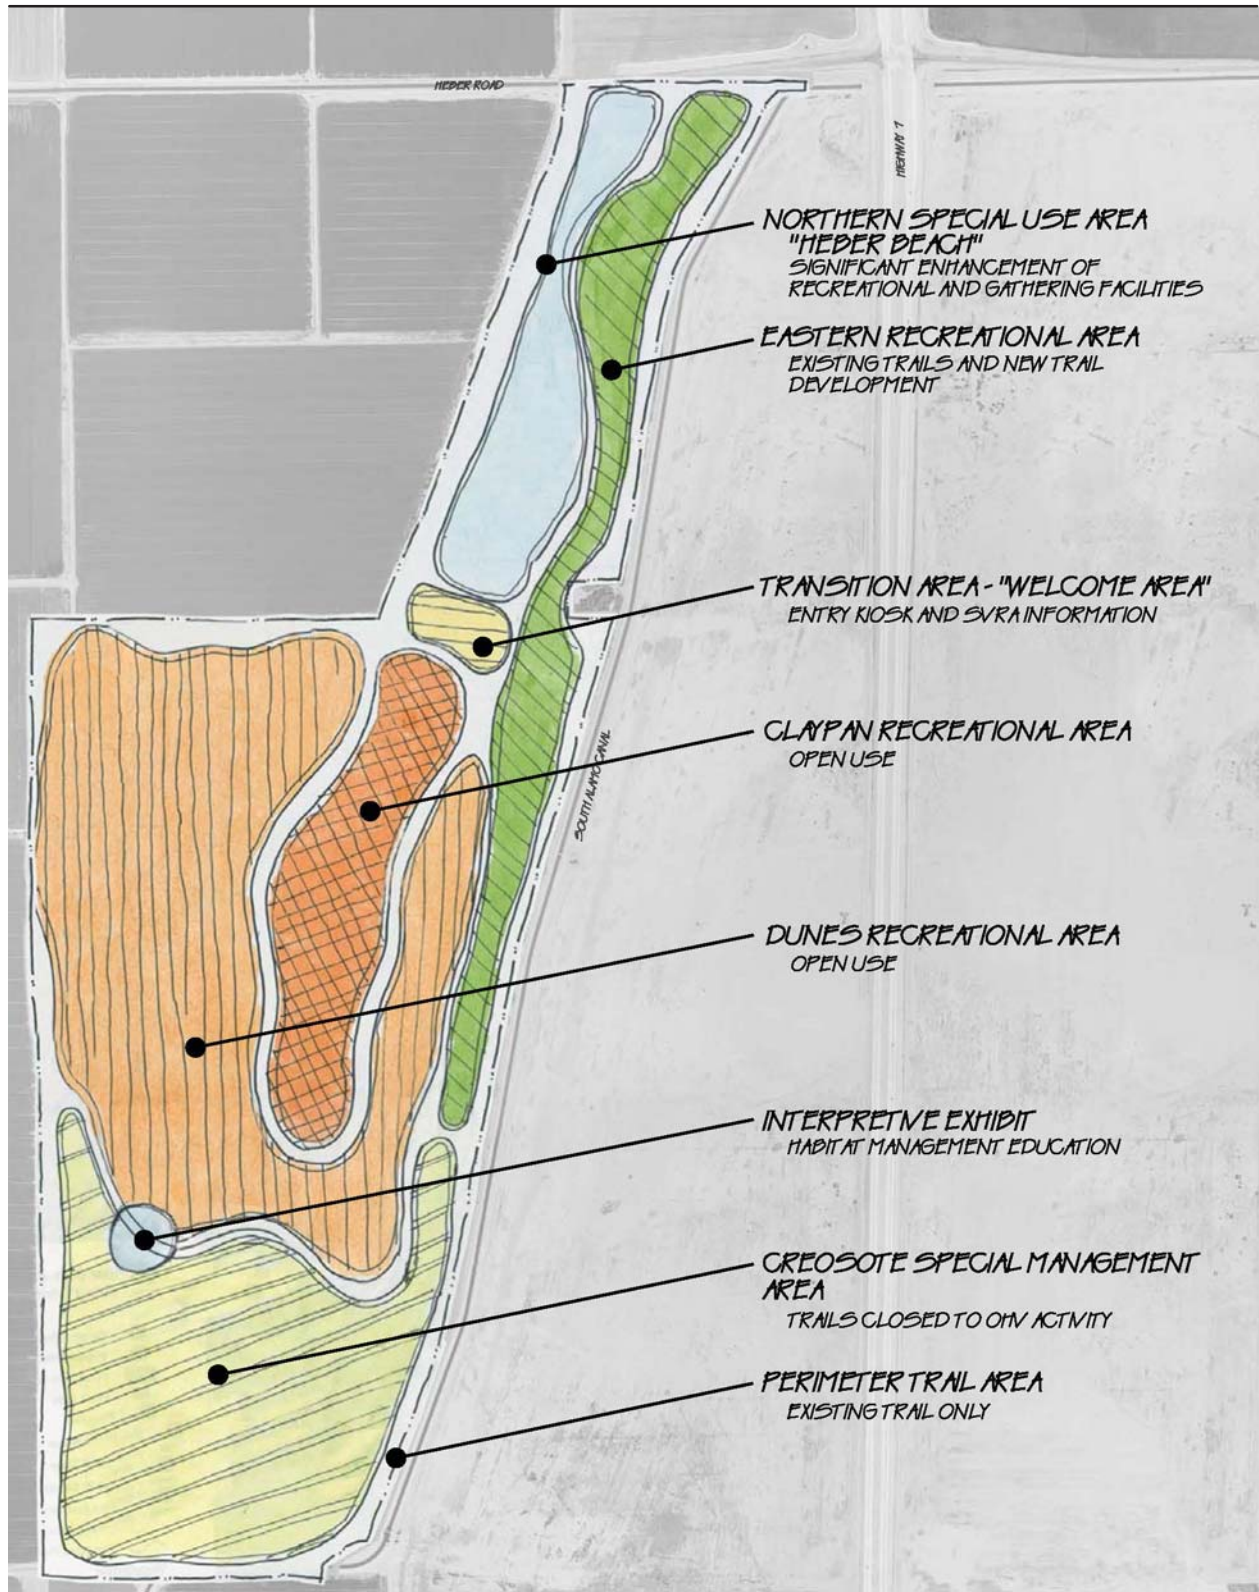 HEBER ROAD
HIGHWAY 7
NORTHERN SPECIAL USE AREA
"HEBER BEACH"
SIGNIFICANT ENHANCEMENT OF
RECREATIONAL AND GATHERING FACILITIES
EASTERN RECREATIONAL AREA
EXISTING TRAILS AND NEW TRAIL
DEVELOPMENT
TRANSITION AREA - "WELCOME AREA"
ENTRY KIOSK AND SVRA INFORMATION
CLAYPAN RECREATIONAL AREA
OPEN USE
SOUTH ALAMO CANAL
DUNES RECREATIONAL AREA
OPEN USE
INTERPRETIVE EXHIBIT
HABITAT MANAGEMENT EDUCATION
CREOSOTE SPECIAL MANAGEMENT
AREA
TRAILS CLOSED TO OHV ACTIVITY
PERIMETER TRAIL AREA
EXISTING TRAIL ONLY